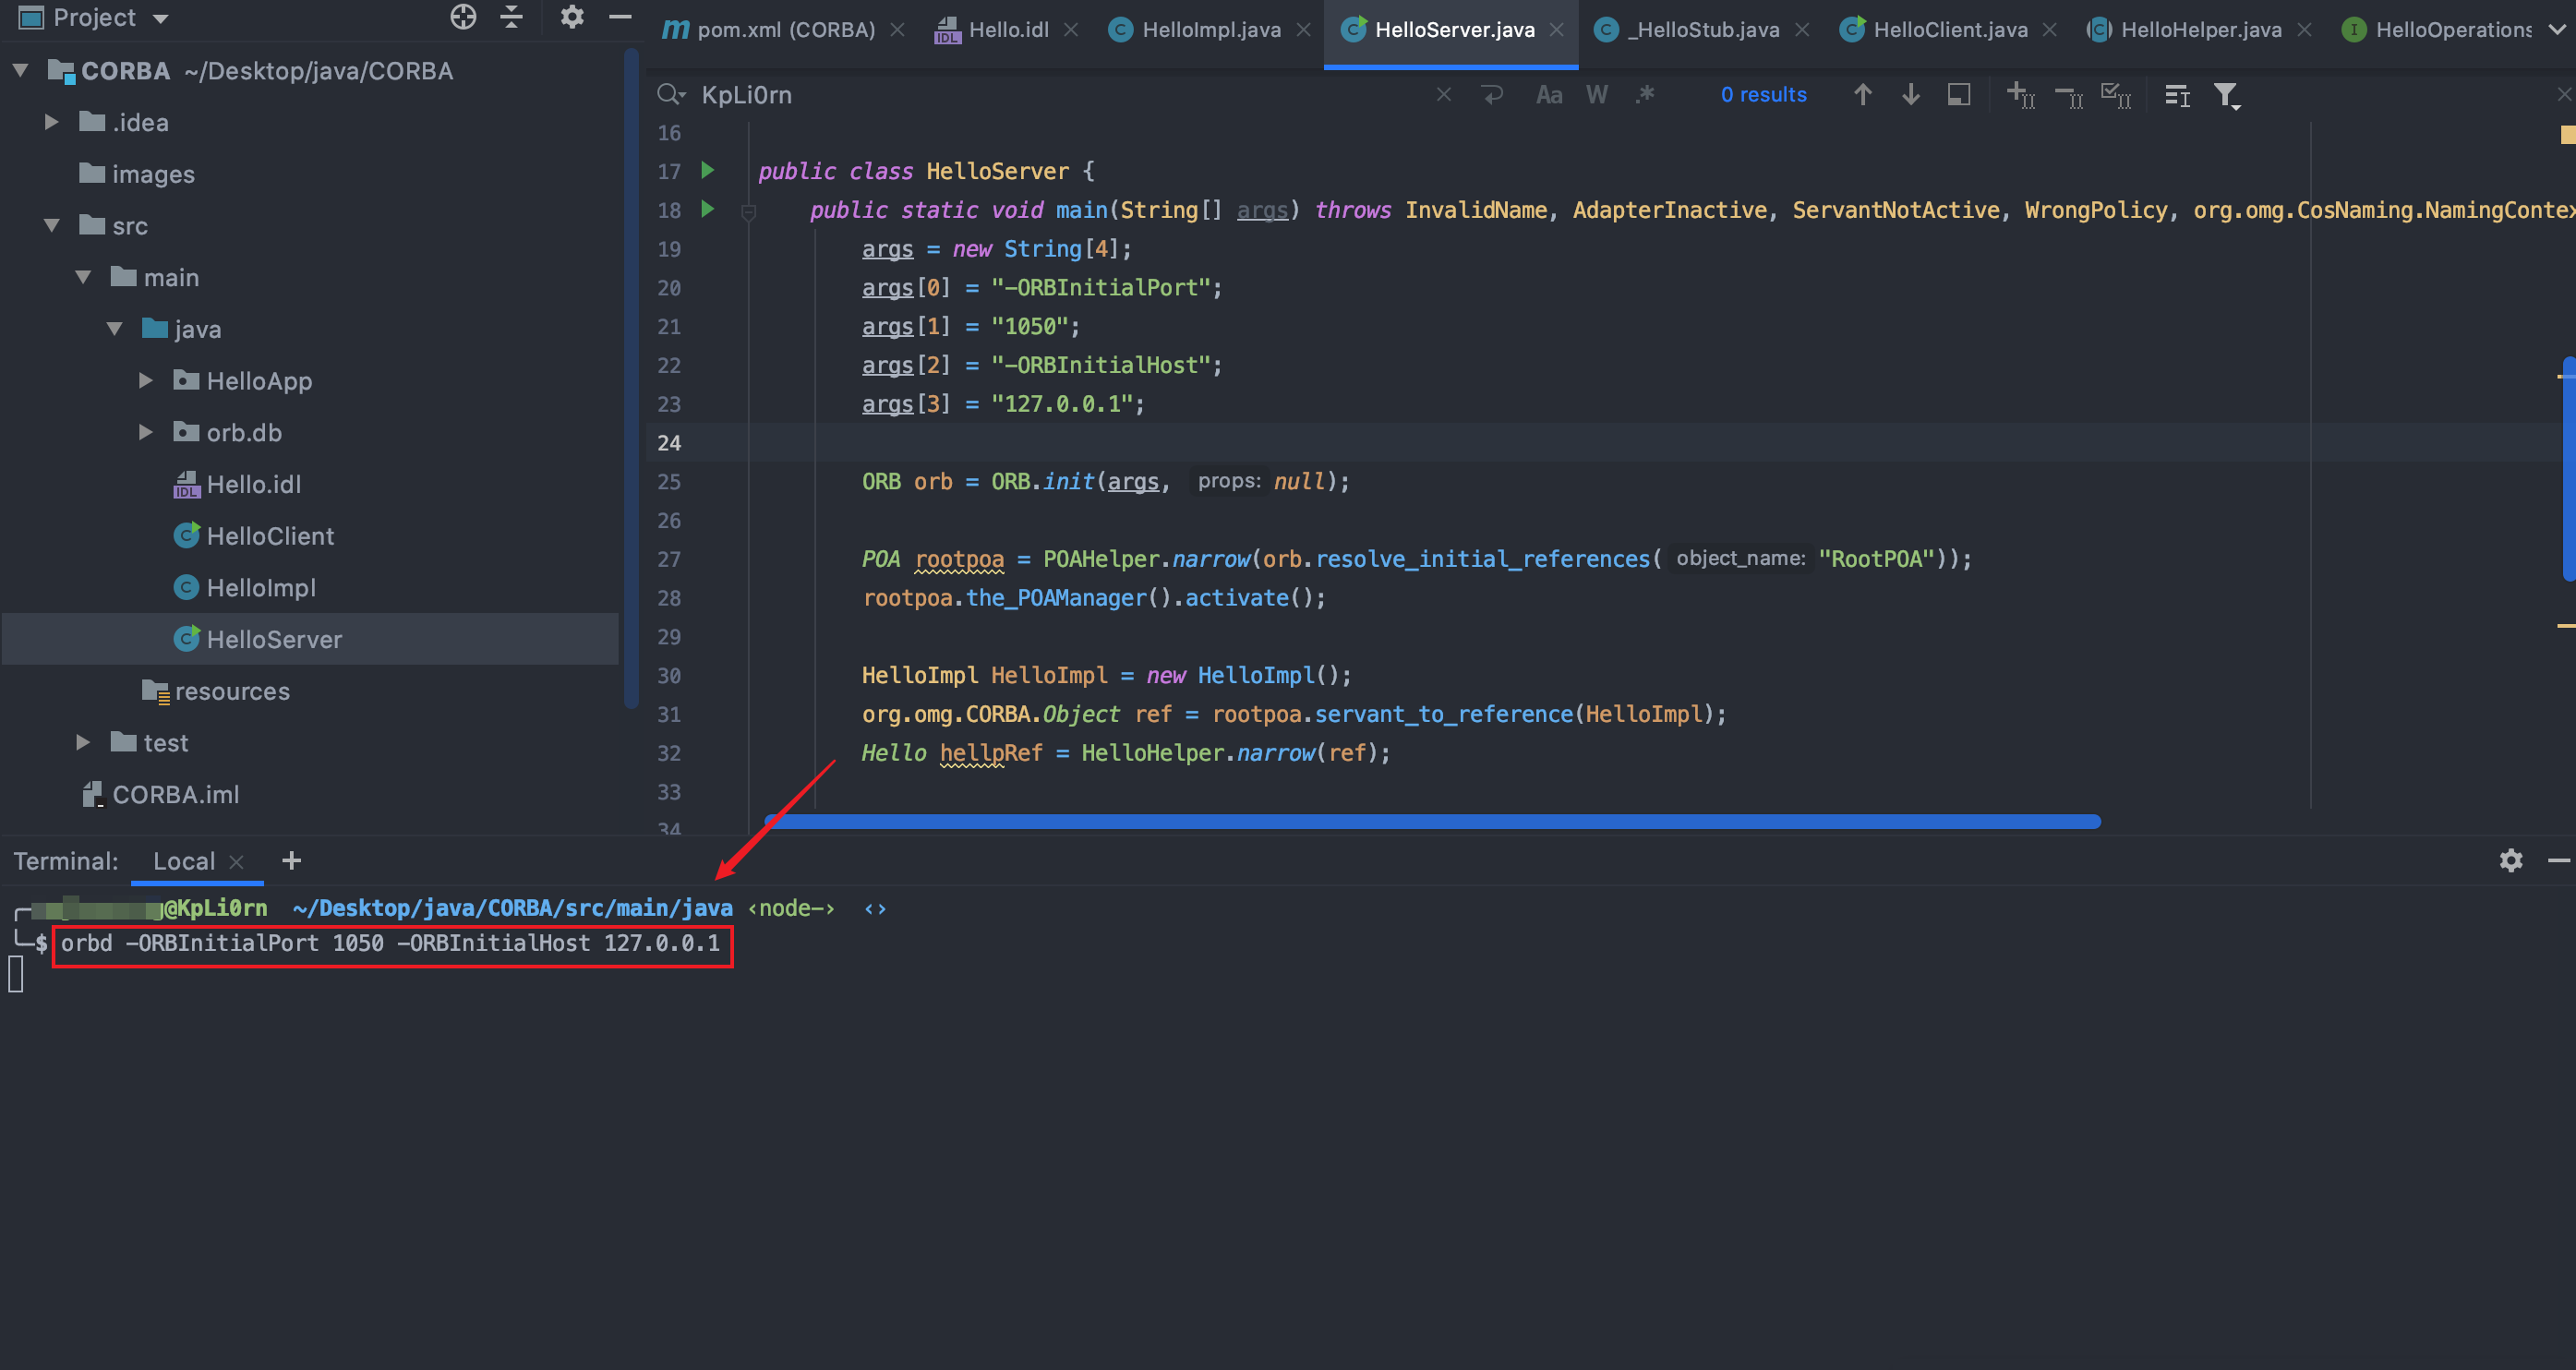 Project
CORBA ~/Desktop/java/CORBA
.idea
images
src
main
java
HelloApp
orb.db
Hello.idl
HelloClient
HelloImpl
HelloServer
resources
test
CORBA.iml
pom.xml (CORBA)
Hello.idl
HelloImpl.java
HelloServer.java
_HelloStub.java
HelloClient.java
HelloHelper.java
HelloOperations
KpLi0rn
Aa W .*
0 results
16
17 public class HelloServer {
18 public static void main(String[] args) throws InvalidName, AdapterInactive, ServantNotActive, WrongPolicy, org.omg.CosNaming.NamingContex
19 args = new String[4];
20 args[0] = "-ORBInitialPort";
21 args[1] = "1050";
22 args[2] = "-ORBInitialHost";
23 args[3] = "127.0.0.1";
24
25 ORB orb = ORB.init(args, props: null);
26
27 POA rootpoa = POAHelper.narrow(orb.resolve_initial_references( object_name: "RootPOA"));
28 rootpoa.the_POAManager().activate();
29
30 HelloImpl HelloImpl = new HelloImpl();
31 org.omg.CORBA.Object ref = rootpoa.servant_to_reference(HelloImpl);
32 Hello hellpRef = HelloHelper.narrow(ref);
33
34
Terminal: Local
@KpLi0rn ~/Desktop/java/CORBA/src/main/java ‹node-› ‹›
$ orbd -ORBInitialPort 1050 -ORBInitialHost 127.0.0.1